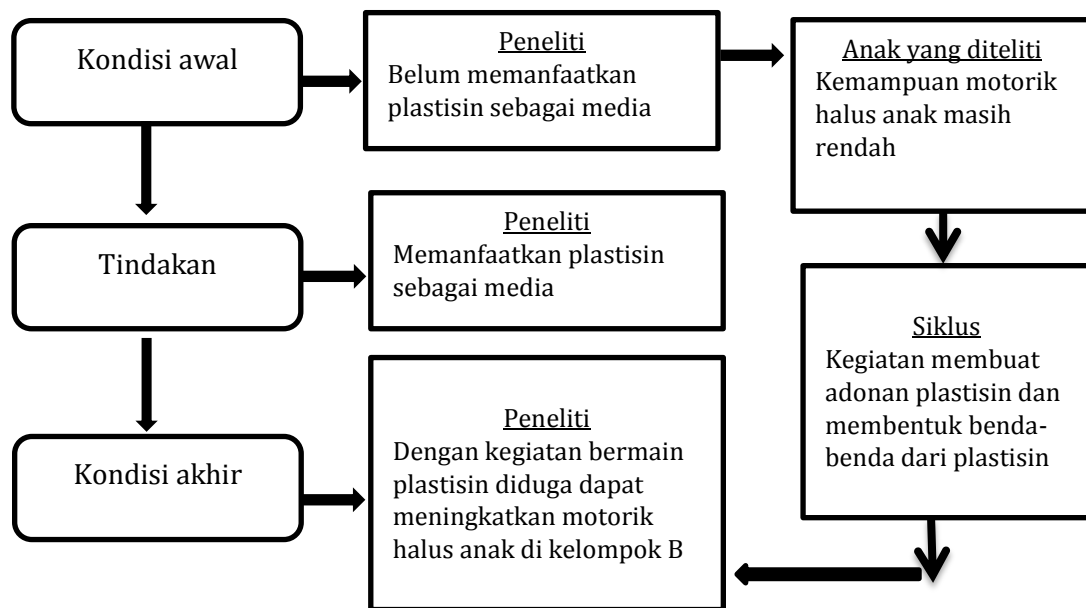 Kondisi awal
Peneliti
Belum memanfaatkan
plastisin sebagai media
Anak yang diteliti
Kemampuan motorik
halus anak masih
rendah
Tindakan
Peneliti
Memanfaatkan plastisin
sebagai media
Siklus
Kegiatan membuat
adonan plastisin dan
membentuk benda-
benda dari plastisin
Kondisi akhir
Peneliti
Dengan kegiatan bermain
plastisin diduga dapat
meningkatkan motorik
halus anak di kelompok B